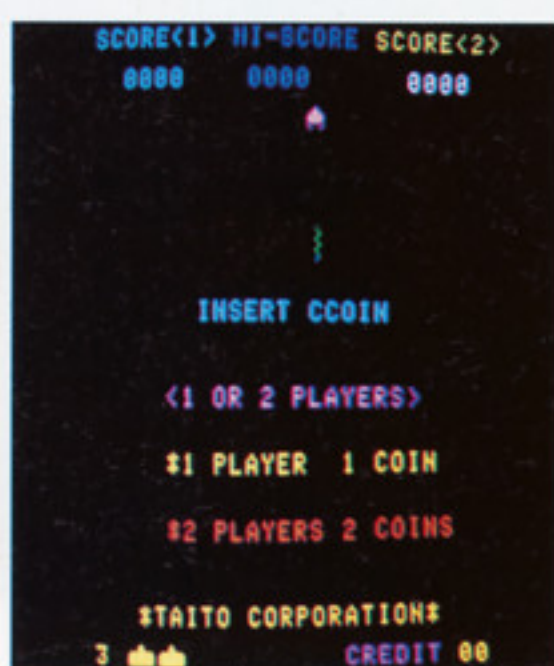 SCORE<1> HI-SCORE SCORE<2>
0000 0000 0000
INSERT CCOIN
<1 OR 2 PLAYERS>
*1 PLAYER 1 COIN
*2 PLAYERS 2 COINS
*TAITO CORPORATION*
3 CREDIT 00